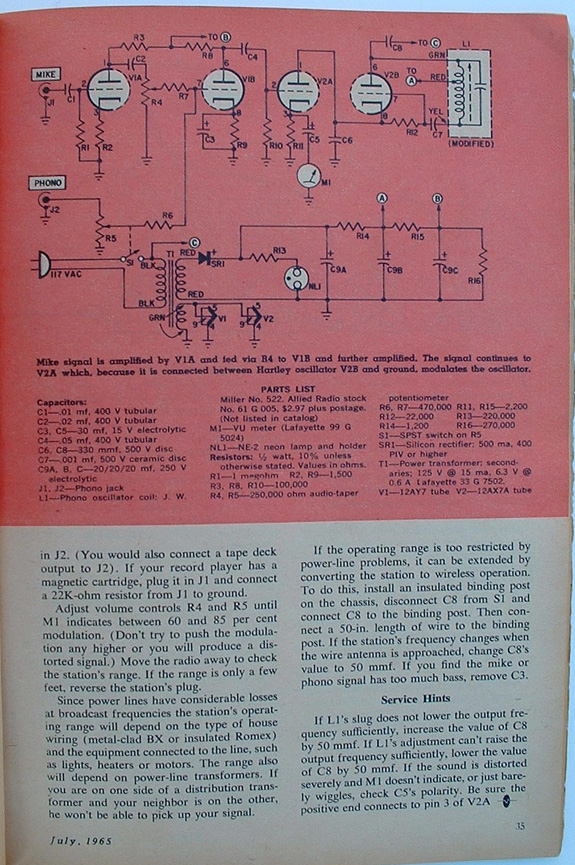 R3
TO B
R8
C2
C4
C8
TO C
L1
GRN
MIKE
V1A
V1B
V2A
V2B
TO A
RED
J1
C1
R4
R7
YEL
C7
R1
R2
C3
R9
R10
R11
C5
C6
R12
(MODIFIED)
M1
PHONO
J2
R6
R5
A
B
C
R14
R15
S1
BLK
T1
RED
SR1
R13
117 VAC
NL1
C9A
C9B
C9C
R16
BLK
RED
GRN
5
4
9
V1
5
4
9
V2
Mike signal is amplified by V1A and fed via R4 to V1B and further amplified. The signal continues to
V2A which, because it is connected between Hartley oscillator V2B and ground, modulates the oscillator.
PARTS LIST
Capacitors:
C1—.01 mf, 400 V tubular
C2—.02 mf, 400 V tubular
C3, C5—30 mf, 15 V electrolytic
C4—.05 mf, 400 V tubular
C6, C8—330 mmf, 500 V disc
C7—.001 mf, 500 V ceramic disc
C9A, B, C—20/20/20 mf, 250 V
electrolytic
J1, J2—Phono jack
L1—Phono oscillator coil: J. W.
Miller No. 522. Allied Radio stock
No. 61 G 005, $2.97 plus postage.
(Not listed in catalog)
M1—VU meter (Lafayette 99 G
5024)
NL1—NE-2 neon lamp and holder
Resistors: ½ watt, 10% unless
otherwise stated. Values in ohms.
R1—1 megohm R2, R9—1,500
R3, R8, R10—100,000
R4, R5—250,000 ohm audio-taper
potentiometer
R6, R7—470,000 R11, R15—2,200
R12—22,000 R13—220,000
R14—1,200 R16—270,000
S1—SPST switch on R5
SR1—Silicon rectifier; 500 ma, 400
PIV or higher
T1—Power transformer; second-
aries; 125 V @ 15 ma, 6.3 V @
0.6 A Lafayette 33 G 7502.
V1—12AY7 tube V2—12AX7A tube
in J2. (You would also connect a tape deck
output to J2). If your record player has a
magnetic cartridge, plug it in J1 and connect
a 22K-ohm resistor from J1 to ground.
Adjust volume controls R4 and R5 until
M1 indicates between 60 and 85 per cent
modulation. (Don't try to push the modula-
tion any higher or you will produce a dis-
torted signal.) Move the radio away to check
the station's range. If the range is only a few
feet, reverse the station's plug.
Since power lines have considerable losses
at broadcast frequencies the station's operat-
ing range will depend on the type of house
wiring (metal-clad BX or insulated Romex)
and the equipment connected to the line, such
as lights, heaters or motors. The range also
will depend on power-line transformers. If
you are on one side of a distribution trans-
former and your neighbor is on the other,
he won't be able to pick up your signal.
If the operating range is too restricted by
power-line problems, it can be extended by
converting the station to wireless operation.
To do this, install an insulated binding post
on the chassis, disconnect C8 from S1 and
connect C8 to the binding post. Then con-
nect a 50-in. length of wire to the binding
post. If the station's frequency changes when
the wire antenna is approached, change C8's
value to 50 mmf. If you find the mike or
phono signal has too much bass, remove C3.
Service Hints
If L1's slug does not lower the output fre-
quency sufficiently, increase the value of C8
by 50 mmf. If L1's adjustment can't raise the
output frequency sufficiently, lower the value
of C8 by 50 mmf. If the sound is distorted
severely and M1 doesn't indicate, or just bare-
ly wiggles, check C5's polarity. Be sure the
positive end connects to pin 3 of V2A
July, 1965
35